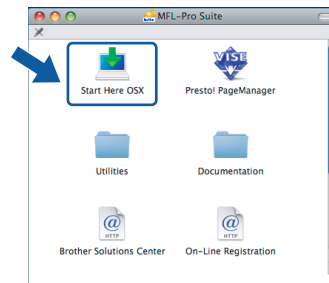 MFL-Pro Suite
Start Here OSX
VISE
Presto! PageManager
Utilities
Documentation
@
HTTP
@
HTTP
Brother Solutions Center
On-Line Registration